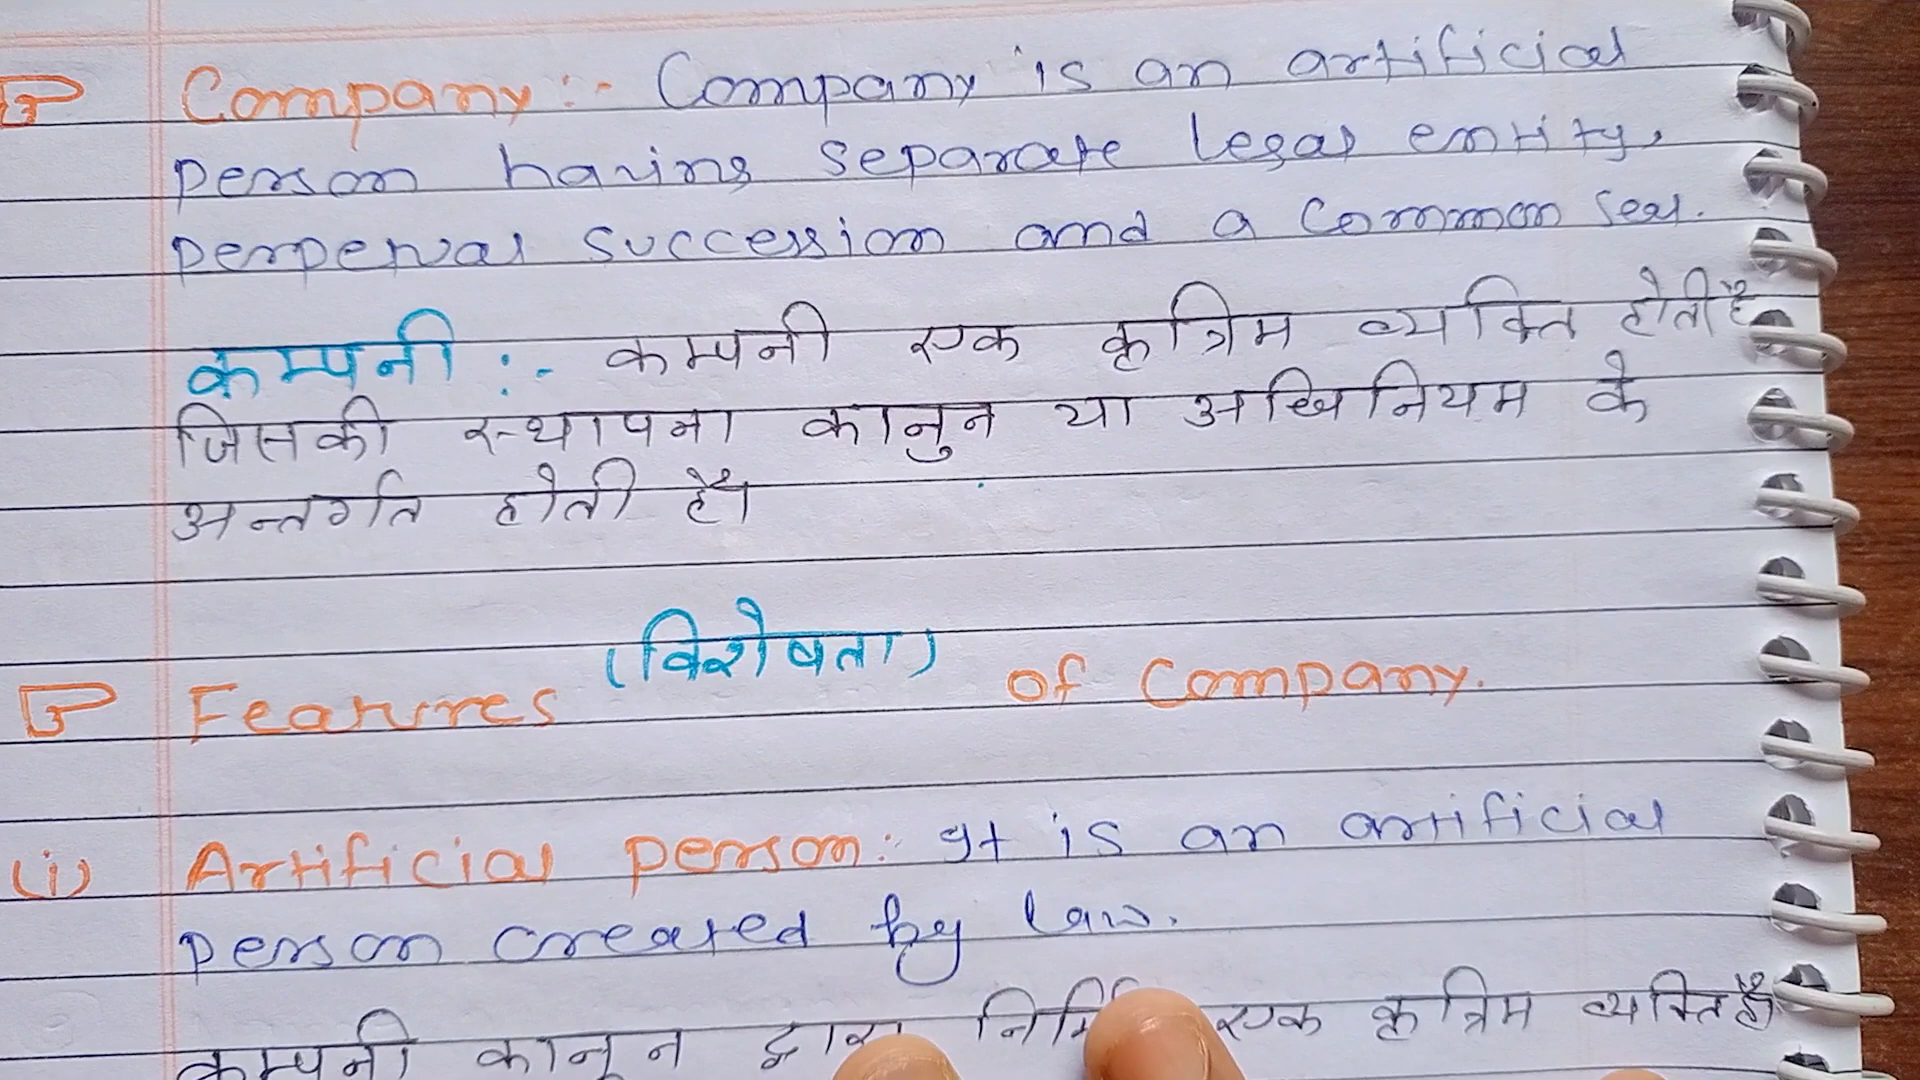 Company:- Company is an artificial
person having separate legal entity,
perpetual succession and a common seal.
कम्पनी :- कम्पनी एक कृत्रिम व्यक्ति होती है
जिसकी स्थापना कानुन या अधिनियम के
अन्तर्गत होती है।
Features (विशेषता) of Company.
(i) Artificial person: It is an artificial
person created by law.
कम्पनी कानून द्वारा एक कृत्रिम व्यक्ति है